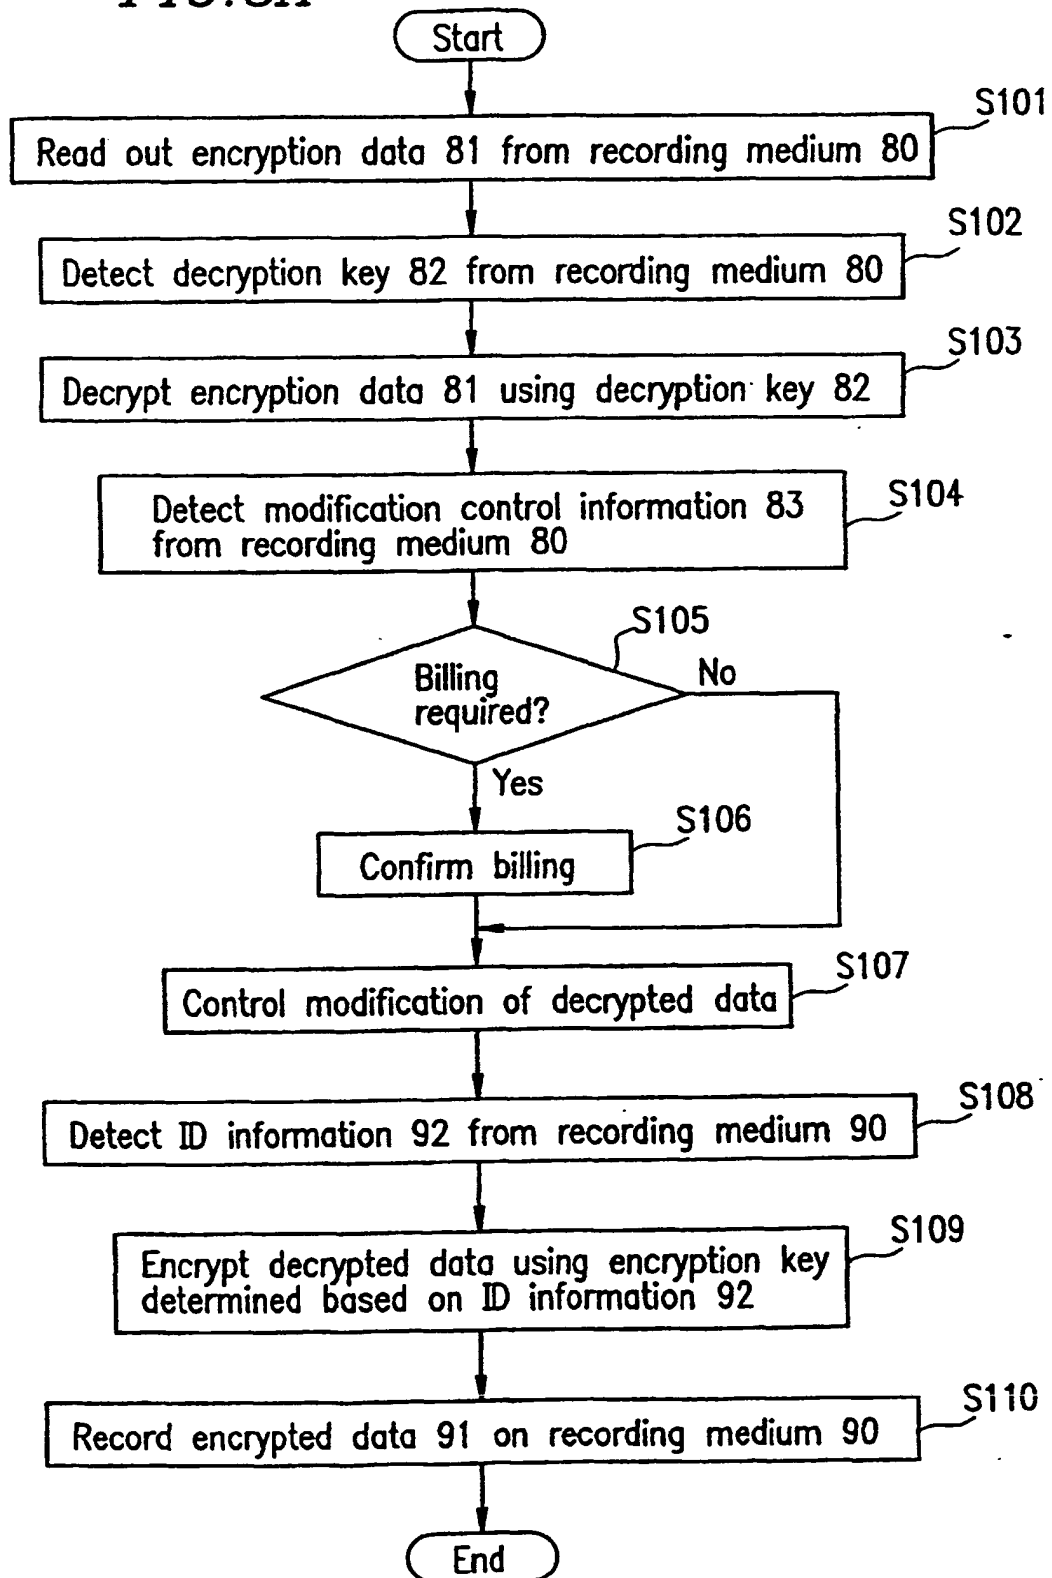 Start
S101
Read out encryption data 81 from recording medium 80
S102
Detect decryption key 82 from recording medium 80
S103
Decrypt encryption data 81 using decryption key 82
S104
Detect modification control information 83
from recording medium 80
S105
Billing
required?
No
Yes
S106
Confirm billing
S107
Control modification of decrypted data
S108
Detect ID information 92 from recording medium 90
S109
Encrypt decrypted data using encryption key
determined based on ID information 92
S110
Record encrypted data 91 on recording medium 90
End